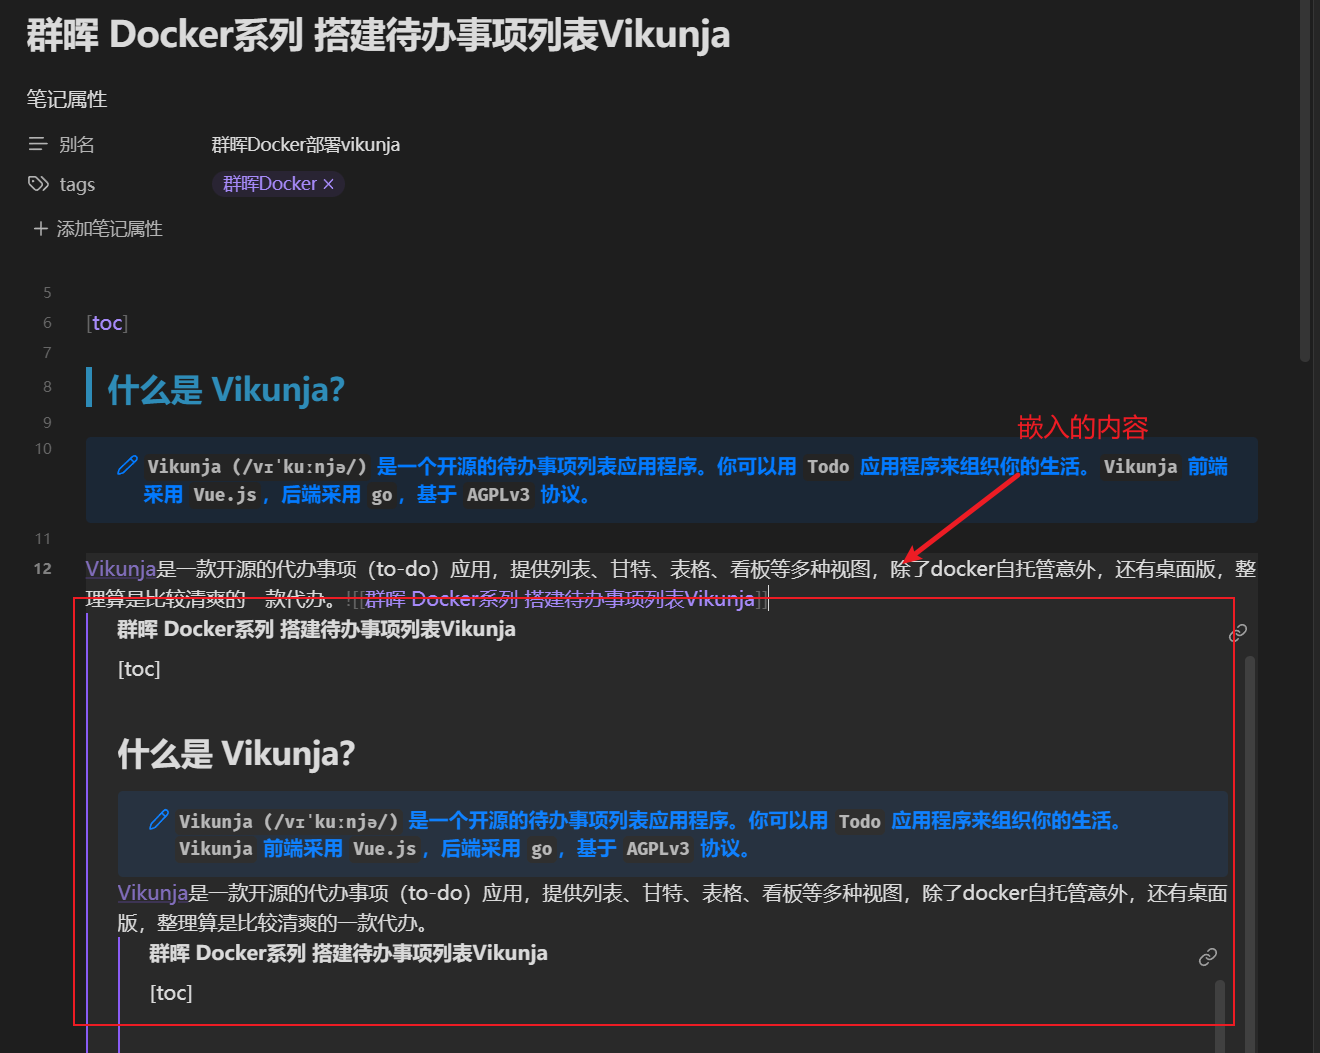 群晖 Docker系列 搭建待办事项列表Vikunja
笔记属性
别名 群晖Docker部署vikunja
tags 群晖Docker ×
+ 添加笔记属性
5
6 [toc]
7
8 什么是 Vikunja？
9
嵌入的内容
10 Vikunja (/vɪˈkuːnjə/) 是一个开源的待办事项列表应用程序。你可以用 Todo 应用程序来组织你的生活。 Vikunja 前端
采用 Vue.js ，后端采用 go ，基于 AGPLv3 协议。
11
12 Vikunja是一款开源的代办事项（to-do）应用，提供列表、甘特、表格、看板等多种视图，除了docker自托管意外，还有桌面版，整
理算是比较清爽的一款代办。![[群晖 Docker系列 搭建待办事项列表Vikunja]]
群晖 Docker系列 搭建待办事项列表Vikunja
[toc]
什么是 Vikunja？
Vikunja (/vɪˈkuːnjə/) 是一个开源的待办事项列表应用程序。你可以用 Todo 应用程序来组织你的生活。
Vikunja 前端采用 Vue.js ，后端采用 go ，基于 AGPLv3 协议。
Vikunja是一款开源的代办事项（to-do）应用，提供列表、甘特、表格、看板等多种视图，除了docker自托管意外，还有桌面
版，整理算是比较清爽的一款代办。
群晖 Docker系列 搭建待办事项列表Vikunja
[toc]